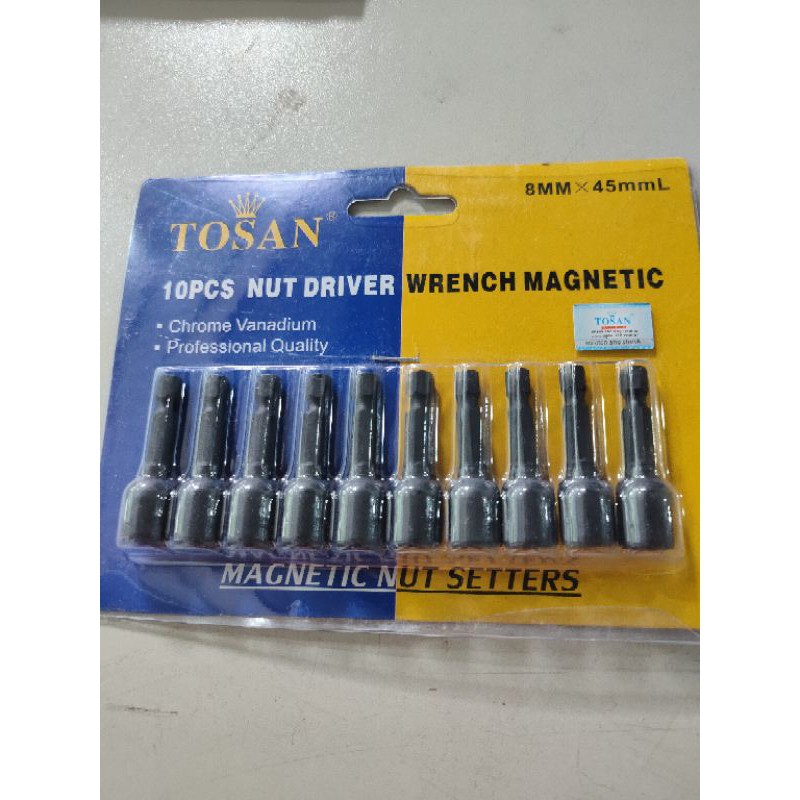 8MM×45mmL
TOSAN®
10PCS NUT DRIVER WRENCH MAGNETIC
▪ Chrome Vanadium
▪ Professional Quality
TOSAN
MAGNETIC NUT SETTERS